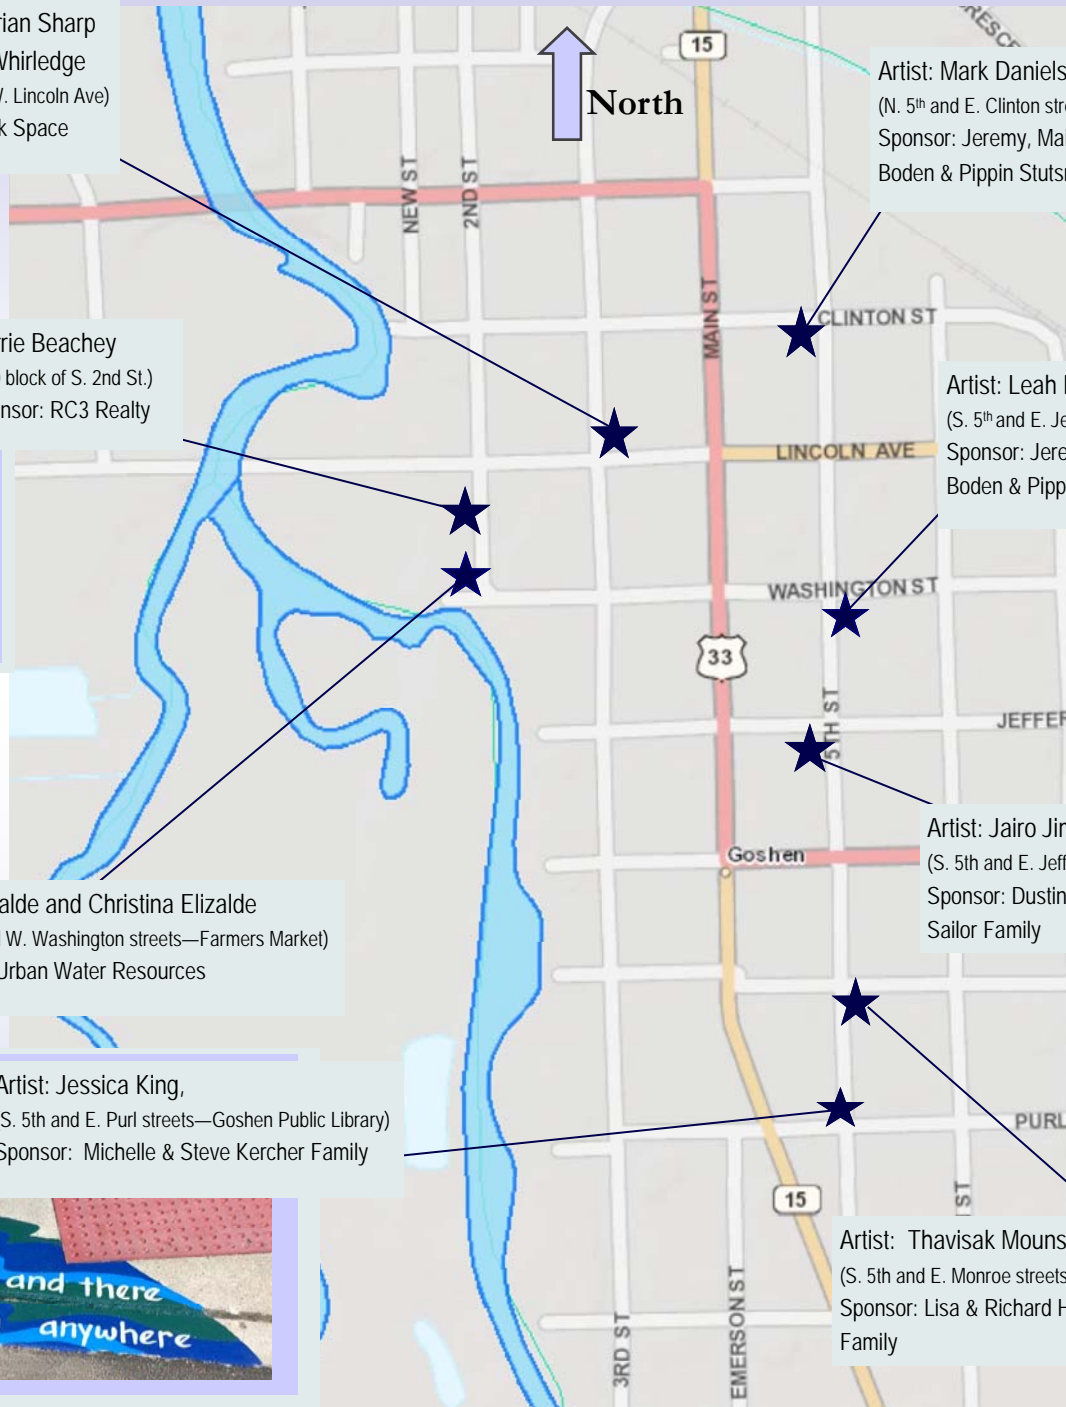 rian Sharp
Whirledge
W. Lincoln Ave)
k Space
North
15
CRESCE
Artist: Mark Daniels
(N. 5th and E. Clinton stre
Sponsor: Jeremy, Mal
Boden & Pippin Stutsm
NEW ST
2ND ST
MAIN ST
CLINTON ST
rie Beachey
block of S. 2nd St.)
nsor: RC3 Realty
Artist: Leah
(S. 5th and E. Je
Sponsor: Jere
Boden & Pipp
LINCOLN AVE
WASHINGTON ST
33
5TH ST
JEFFER
Goshen
Artist: Jairo Jir
(S. 5th and E. Jeff
Sponsor: Dustin
Sailor Family
alde and Christina Elizalde
W. Washington streets—Farmers Market)
Urban Water Resources
Artist: Jessica King,
S. 5th and E. Purl streets—Goshen Public Library)
Sponsor: Michelle & Steve Kercher Family
PURL
15
ST
Artist: Thavisak Mouns
(S. 5th and E. Monroe streets
Sponsor: Lisa & Richard H
Family
3RD ST
EMERSON ST
and there
anywhere